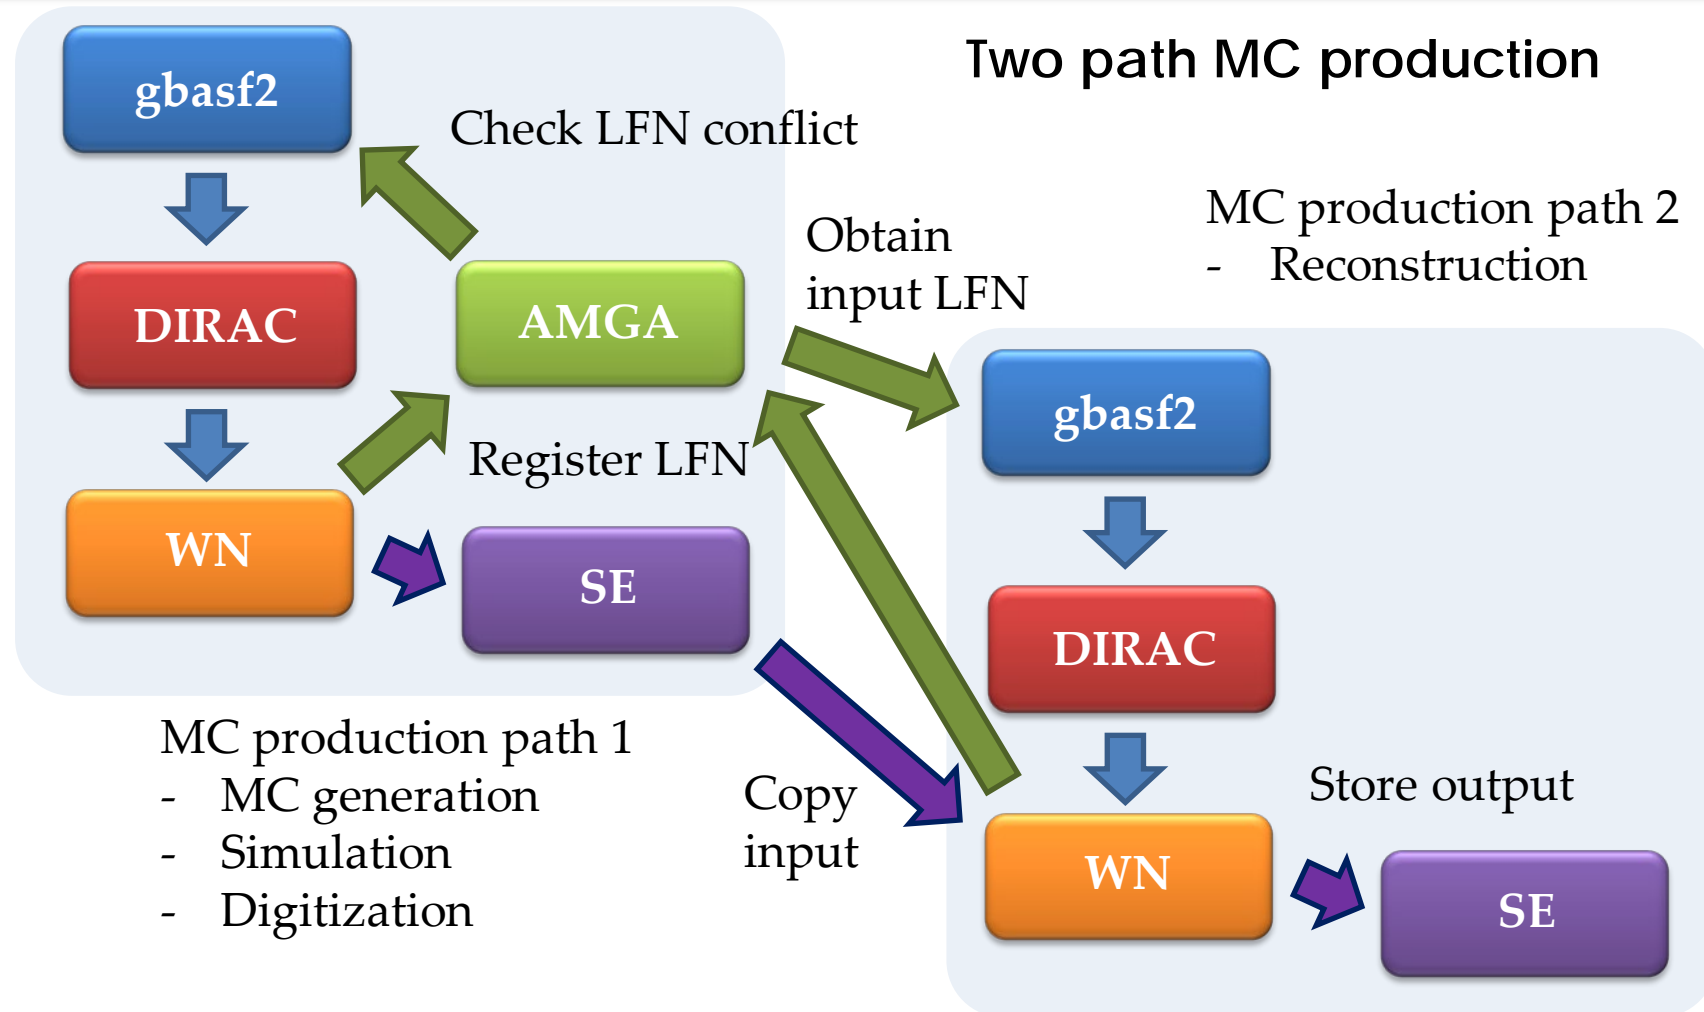 Two path MC production
gbasf2
Check LFN conflict
DIRAC
AMGA
Register LFN
WN
SE
MC production path 1
- MC generation
- Simulation
- Digitization
Obtain
input LFN
Copy
input
MC production path 2
- Reconstruction
gbasf2
DIRAC
WN
Store output
SE